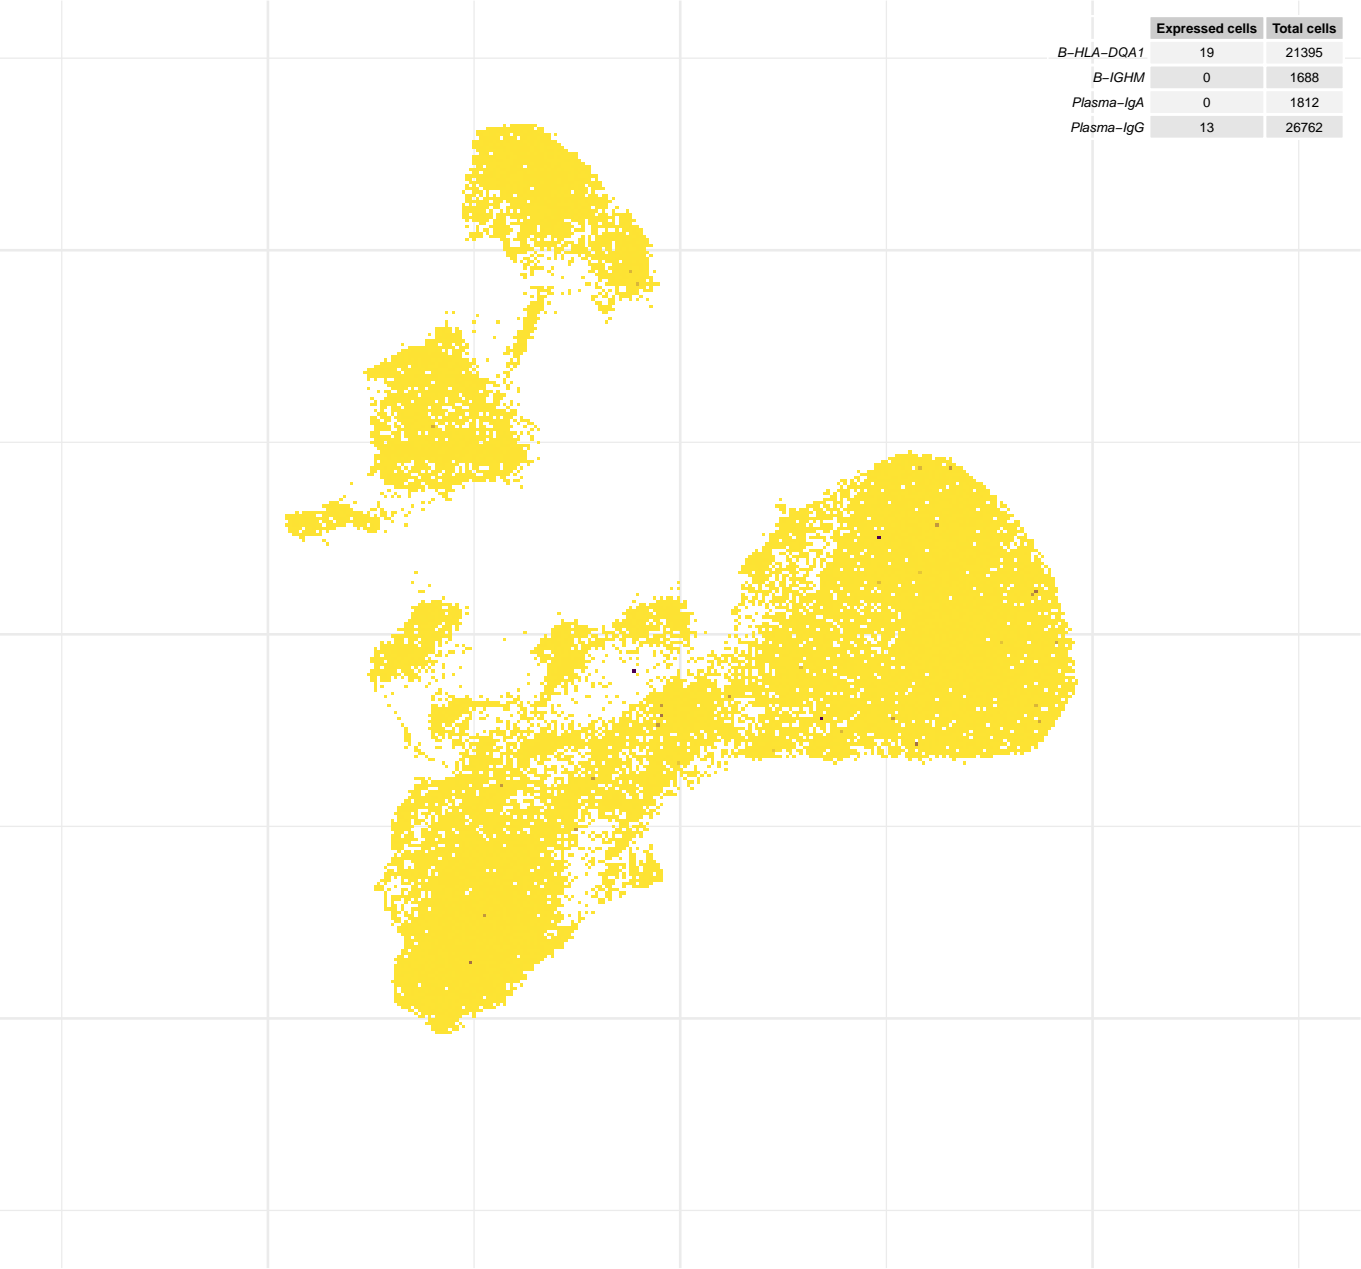 Expressed cells Total cells
B−HLA−DQA1 19 21395
B−IGHM 0 1688
Plasma−IgA 0 1812
Plasma−IgG 13 26762